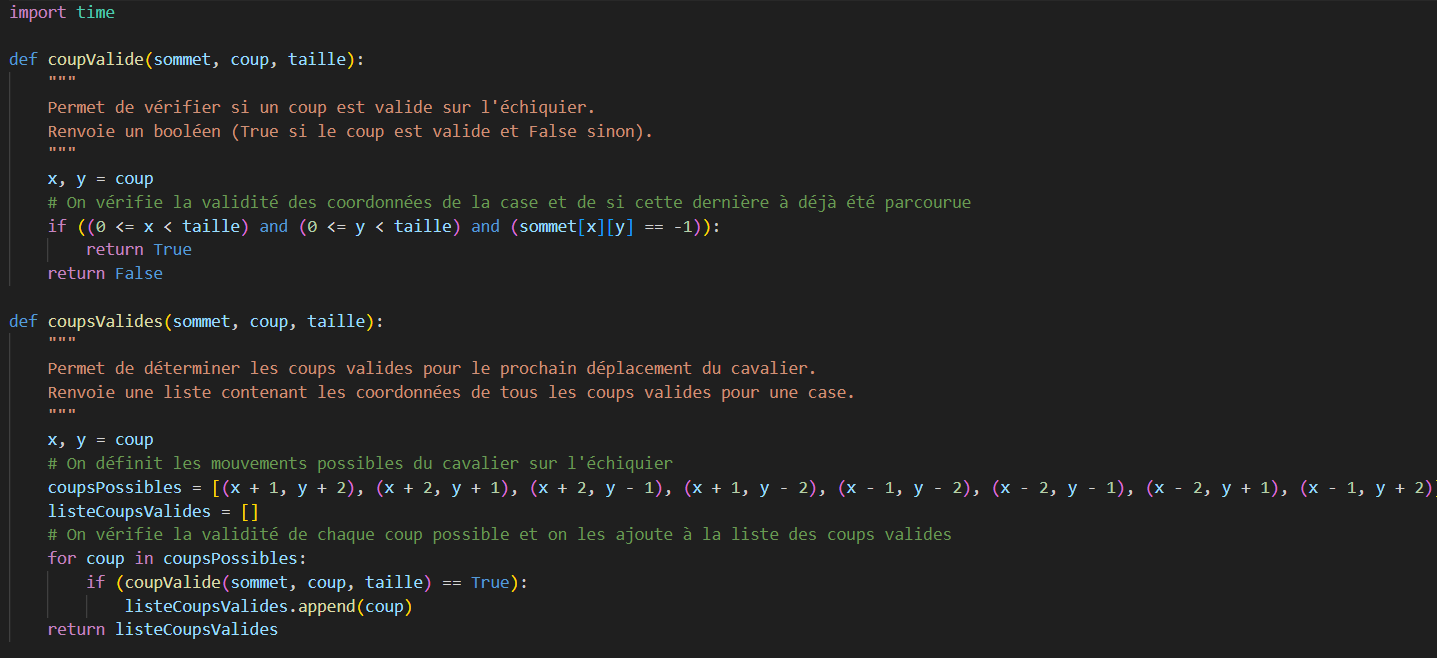 import time
def coupValide(sommet, coup, taille):
"""
Permet de vérifier si un coup est valide sur l'échiquier.
Renvoie un booléen (True si le coup est valide et False sinon).
"""
x, y = coup
# On vérifie la validité des coordonnées de la case et de si cette dernière à déjà été parcourue
if ((0 <= x < taille) and (0 <= y < taille) and (sommet[x][y] == -1)):
return True
return False
def coupsValides(sommet, coup, taille):
"""
Permet de déterminer les coups valides pour le prochain déplacement du cavalier.
Renvoie une liste contenant les coordonnées de tous les coups valides pour une case.
"""
x, y = coup
# On définit les mouvements possibles du cavalier sur l'échiquier
coupsPossibles = [(x + 1, y + 2), (x + 2, y + 1), (x + 2, y - 1), (x + 1, y - 2), (x - 1, y - 2), (x - 2, y - 1), (x - 2, y + 1), (x - 1, y + 2)]
listeCoupsValides = []
# On vérifie la validité de chaque coup possible et on les ajoute à la liste des coups valides
for coup in coupsPossibles:
if (coupValide(sommet, coup, taille) == True):
listeCoupsValides.append(coup)
return listeCoupsValides